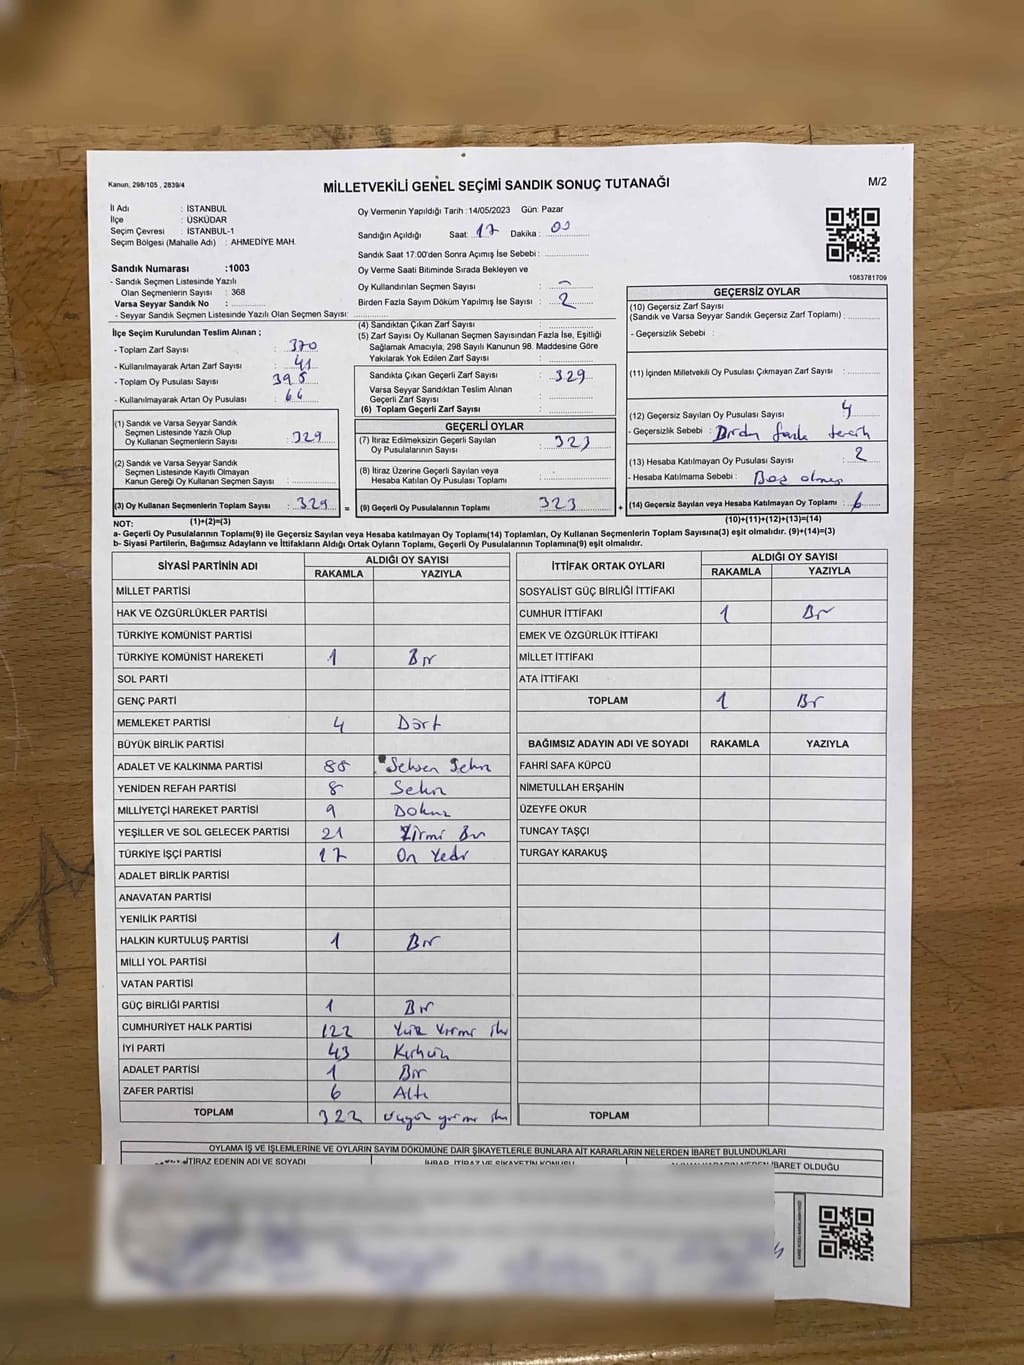 Kanun, 298/105 , 2839/4
MİLLETVEKİLİ GENEL SEÇİMİ SANDIK SONUÇ TUTANAĞI
M/2
İl Adı : İSTANBUL
İlçe : ÜSKÜDAR
Seçim Çevresi : İSTANBUL-1
Seçim Bölgesi (Mahalle Adı) : AHMEDİYE MAH.
Sandık Numarası :1003
- Sandık Seçmen Listesinde Yazılı
Olan Seçmenlerin Sayısı : 368
Varsa Seyyar Sandık No :
- Seyyar Sandık Seçmen Listesinde Yazılı Olan Seçmen Sayısı:
Oy Vermenin Yapıldığı Tarih :14/05/2023 Gün: Pazar
Sandığın Açıldığı Saat: 17 Dakika : 00
Sandık Saat 17:00'den Sonra Açımış İse Sebebi :
Oy Verme Saati Bitiminde Sırada Bekleyen ve
Oy Kullandırılan Seçmen Sayısı : -
Birden Fazla Sayım Döküm Yapılmış İse Sayısı : 2
1083781709
İlçe Seçim Kurulundan Teslim Alınan ;
- Toplam Zarf Sayısı : 370
- Kullanılmayarak Artan Zarf Sayısı : 41
- Toplam Oy Pusulası Sayısı : 395
- Kullanılmayarak Artan Oy Pusulası : 66
(1) Sandık ve Varsa Seyyar Sandık
Seçmen Listesinde Yazılı Olup
Oy Kullanan Seçmenlerin Sayısı : 329
(2) Sandık ve Varsa Seyyar Sandık
Seçmen Listesinde Kayıtlı Olmayan
Kanun Gereği Oy Kullanan Seçmen Sayısı :
(3) Oy Kullanan Seçmenlerin Toplam Sayısı : 329
(4) Sandıktan Çıkan Zarf Sayısı :
(5) Zarf Sayısı Oy Kullanan Seçmen Sayısından Fazla İse, Eşitliği
Sağlamak Amacıyla, 298 Sayılı Kanunun 98. Maddesine Göre
Yakılarak Yok Edilen Zarf Sayısı :
Sandıkta Çıkan Geçerli Zarf Sayısı : 329
Varsa Seyyar Sandıktan Teslim Alınan
Geçerli Zarf Sayısı :
(6) Toplam Geçerli Zarf Sayısı :
GEÇERLİ OYLAR
(7) İtiraz Edilmeksizin Geçerli Sayılan
Oy Pusulalarının Sayısı : 323
(8) İtiraz Üzerine Geçerli Sayılan veya
Hesaba Katılan Oy Pusulası Toplamı :
= (9) Geçerli Oy Pusulalarının Toplamı : 323 +
GEÇERSİZ OYLAR
(10) Geçersiz Zarf Sayısı
(Sandık ve Varsa Seyyar Sandık Geçersiz Zarf Toplamı) :
- Geçersizlik Sebebi :
(11) İçinden Milletvekili Oy Pusulası Çıkmayan Zarf Sayısı :
(12) Geçersiz Sayılan Oy Pusulası Sayısı : 4
- Geçersizlik Sebebi : Birden fazla tercih
(13) Hesaba Katılmayan Oy Pusulası Sayısı : 2
- Hesaba Katılmama Sebebi : Boş olması
(14) Geçersiz Sayılan veya Hesaba Katılmayan Oy Toplamı : 6
NOT: (1)+(2)=(3) (10)+(11)+(12)+(13)=(14)
a- Geçerli Oy Pusulalarının Toplamı(9) ile Geçersiz Sayılan veya Hesaba katılmayan Oy Toplamı(14) Toplamları, Oy Kullanan Seçmenlerin Toplam Sayısına(3) eşit olmalıdır. (9)+(14)=(3)
b- Siyasi Partilerin, Bağımsız Adayların ve İttifakların Aldığı Ortak Oyların Toplamı, Geçerli Oy Pusulalarının Toplamına(9) eşit olmalıdır.
SİYASİ PARTİNİN ADI ALDIĞI OY SAYISI
RAKAMLA YAZIYLA
MİLLET PARTİSİ
HAK VE ÖZGÜRLÜKLER PARTİSİ
TÜRKİYE KOMÜNİST PARTİSİ
TÜRKİYE KOMÜNİST HAREKETİ 1 Bir
SOL PARTİ
GENÇ PARTİ
MEMLEKET PARTİSİ 4 Dört
BÜYÜK BİRLİK PARTİSİ
ADALET VE KALKINMA PARTİSİ 88 Seksen Sekiz
YENİDEN REFAH PARTİSİ 8 Sekiz
MİLLİYETÇİ HAREKET PARTİSİ 9 Dokuz
YEŞİLLER VE SOL GELECEK PARTİSİ 21 Yirmi Bir
TÜRKİYE İŞÇİ PARTİSİ 17 On Yedi
ADALET BİRLİK PARTİSİ
ANAVATAN PARTİSİ
YENİLİK PARTİSİ
HALKIN KURTULUŞ PARTİSİ 1 Bir
MİLLİ YOL PARTİSİ
VATAN PARTİSİ
GÜÇ BİRLİĞİ PARTİSİ 1 Bir
CUMHURİYET HALK PARTİSİ 122 Yüz Yirmi iki
İYİ PARTİ 43 Kırküç
ADALET PARTİSİ 1 Bir
ZAFER PARTİSİ 6 Altı
TOPLAM 322 üçyüz yirmi iki
İTTİFAK ORTAK OYLARI ALDIĞI OY SAYISI
RAKAMLA YAZIYLA
SOSYALİST GÜÇ BİRLİĞİ İTTİFAKI
CUMHUR İTTİFAKI 1 Bir
EMEK VE ÖZGÜRLÜK İTTİFAKI
MİLLET İTTİFAKI
ATA İTTİFAKI
TOPLAM 1 Bir
BAĞIMSIZ ADAYIN ADI VE SOYADI RAKAMLA YAZIYLA
FAHRİ SAFA KÜPCÜ
NİMETULLAH ERŞAHİN
ÜZEYFE OKUR
TUNCAY TAŞÇI
TURGAY KARAKUŞ
TOPLAM
OYLAMA İŞ VE İŞLEMLERİNE VE OYLARIN SAYIM DÖKÜMÜNE DAİR ŞİKAYETLERLE BUNLARA AİT KARARLARIN NELERDEN İBARET BULUNDUKLARI
İTİRAZ EDENİN ADI VE SOYADI İHBAR, İTİRAZ VE ŞİKAYETİN KONUSU İBARET OLDUĞU